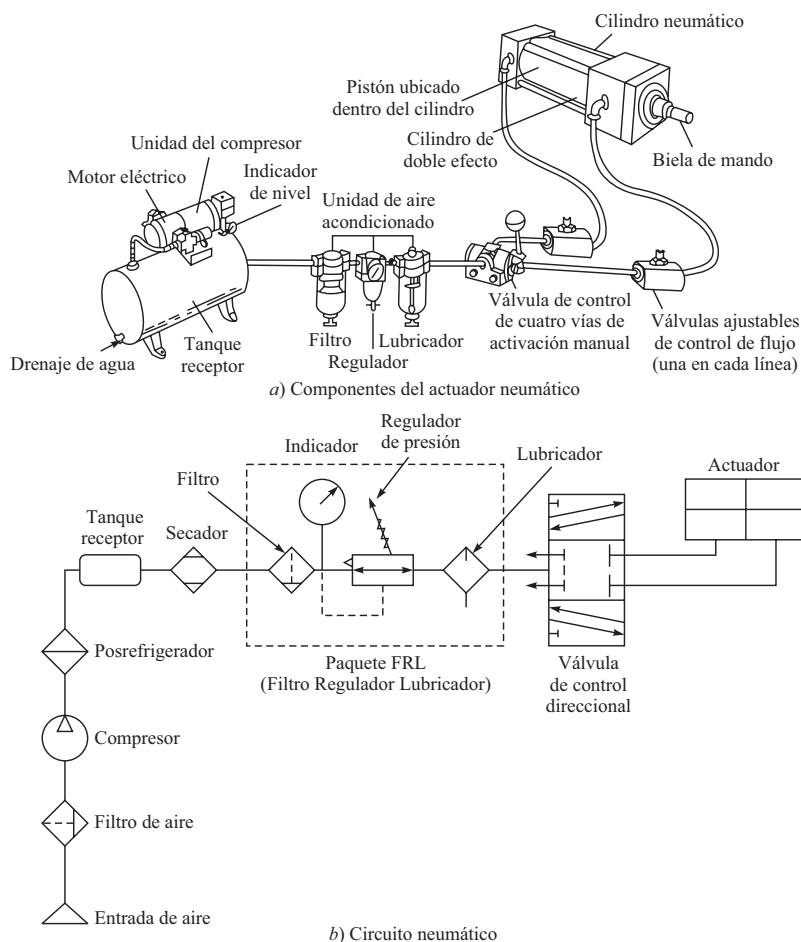 Cilindro neumático
Pistón ubicado
dentro del cilindro
Cilindro de
doble efecto
Biela de mando
Unidad del compresor
Motor eléctrico
Indicador
de nivel
Unidad de aire
acondicionado
Drenaje de agua
Tanque
receptor
Filtro
Regulador
Lubricador
Válvula de control
de cuatro vías de
activación manual
Válvulas ajustables
de control de flujo
(una en cada línea)
a) Componentes del actuador neumático
Regulador
de presión
Indicador
Lubricador
Filtro
Actuador
Tanque
receptor
Secador
Posrefrigerador
Paquete FRL
(Filtro Regulador Lubricador)
Válvula
de control
direccional
Compresor
Filtro de aire
Entrada de aire
b) Circuito neumático